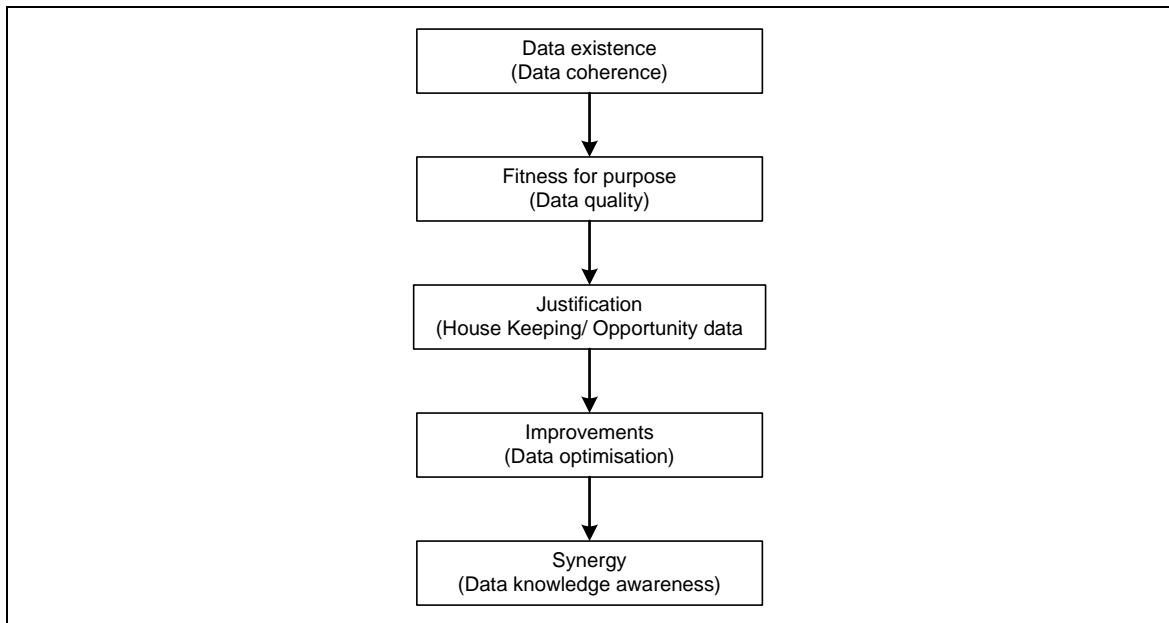 Data existence
(Data coherence)
Fitness for purpose
(Data quality)
Justification
(House Keeping/ Opportunity data
Improvements
(Data optimisation)
Synergy
(Data knowledge awareness)